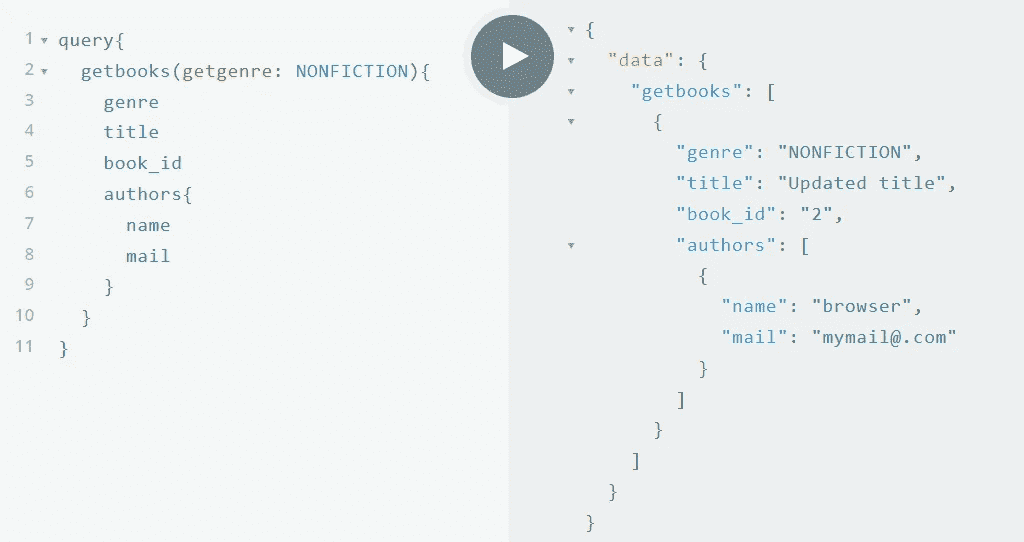 1 query{
2 getbooks(getgenre: NONFICTION){
3 genre
4 title
5 book_id
6 authors{
7 name
8 mail
9 }
10 }
11 }
{
"data": {
"getbooks": [
{
"genre": "NONFICTION",
"title": "Updated title",
"book_id": "2",
"authors": [
{
"name": "browser",
"mail": "mymail@.com"
}
]
}
]
}
}